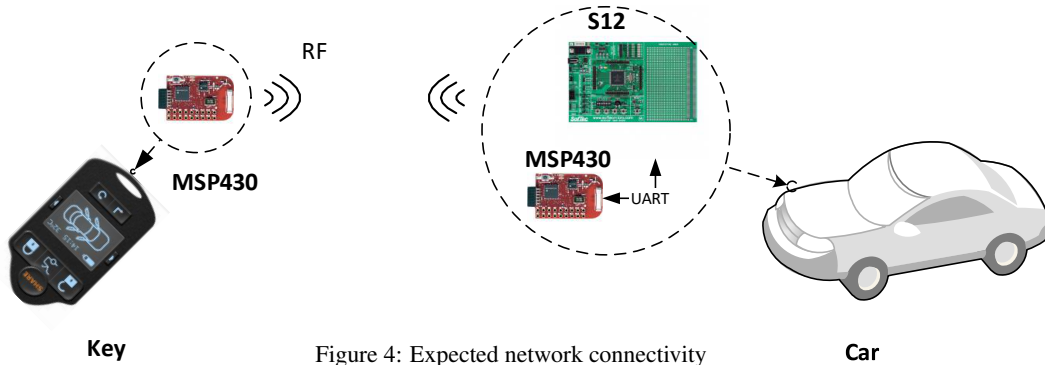 S12
RF
MSP430
MSP430
UART
Key
Car
Figure 4: Expected network connectivity